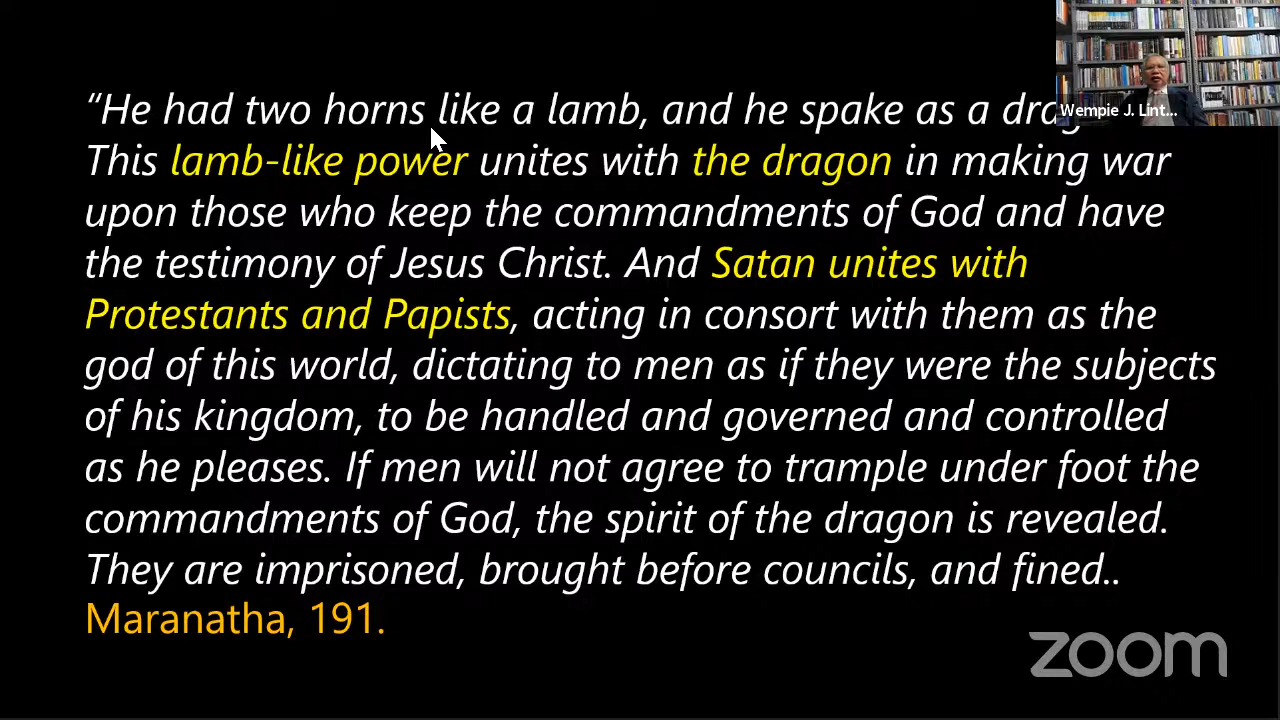 “He had two horns like a lamb, and he spake as a
This lamb-like power unites with the dragon in making war
upon those who keep the commandments of God and have
the testimony of Jesus Christ. And Satan unites with
Protestants and Papists, acting in consort with them as the
god of this world, dictating to men as if they were the subjects
of his kingdom, to be handled and governed and controlled
as he pleases. If men will not agree to trample under foot the
commandments of God, the spirit of the dragon is revealed.
They are imprisoned, brought before councils, and fined..
Maranatha, 191.
Wempie J. Lint...
zoom